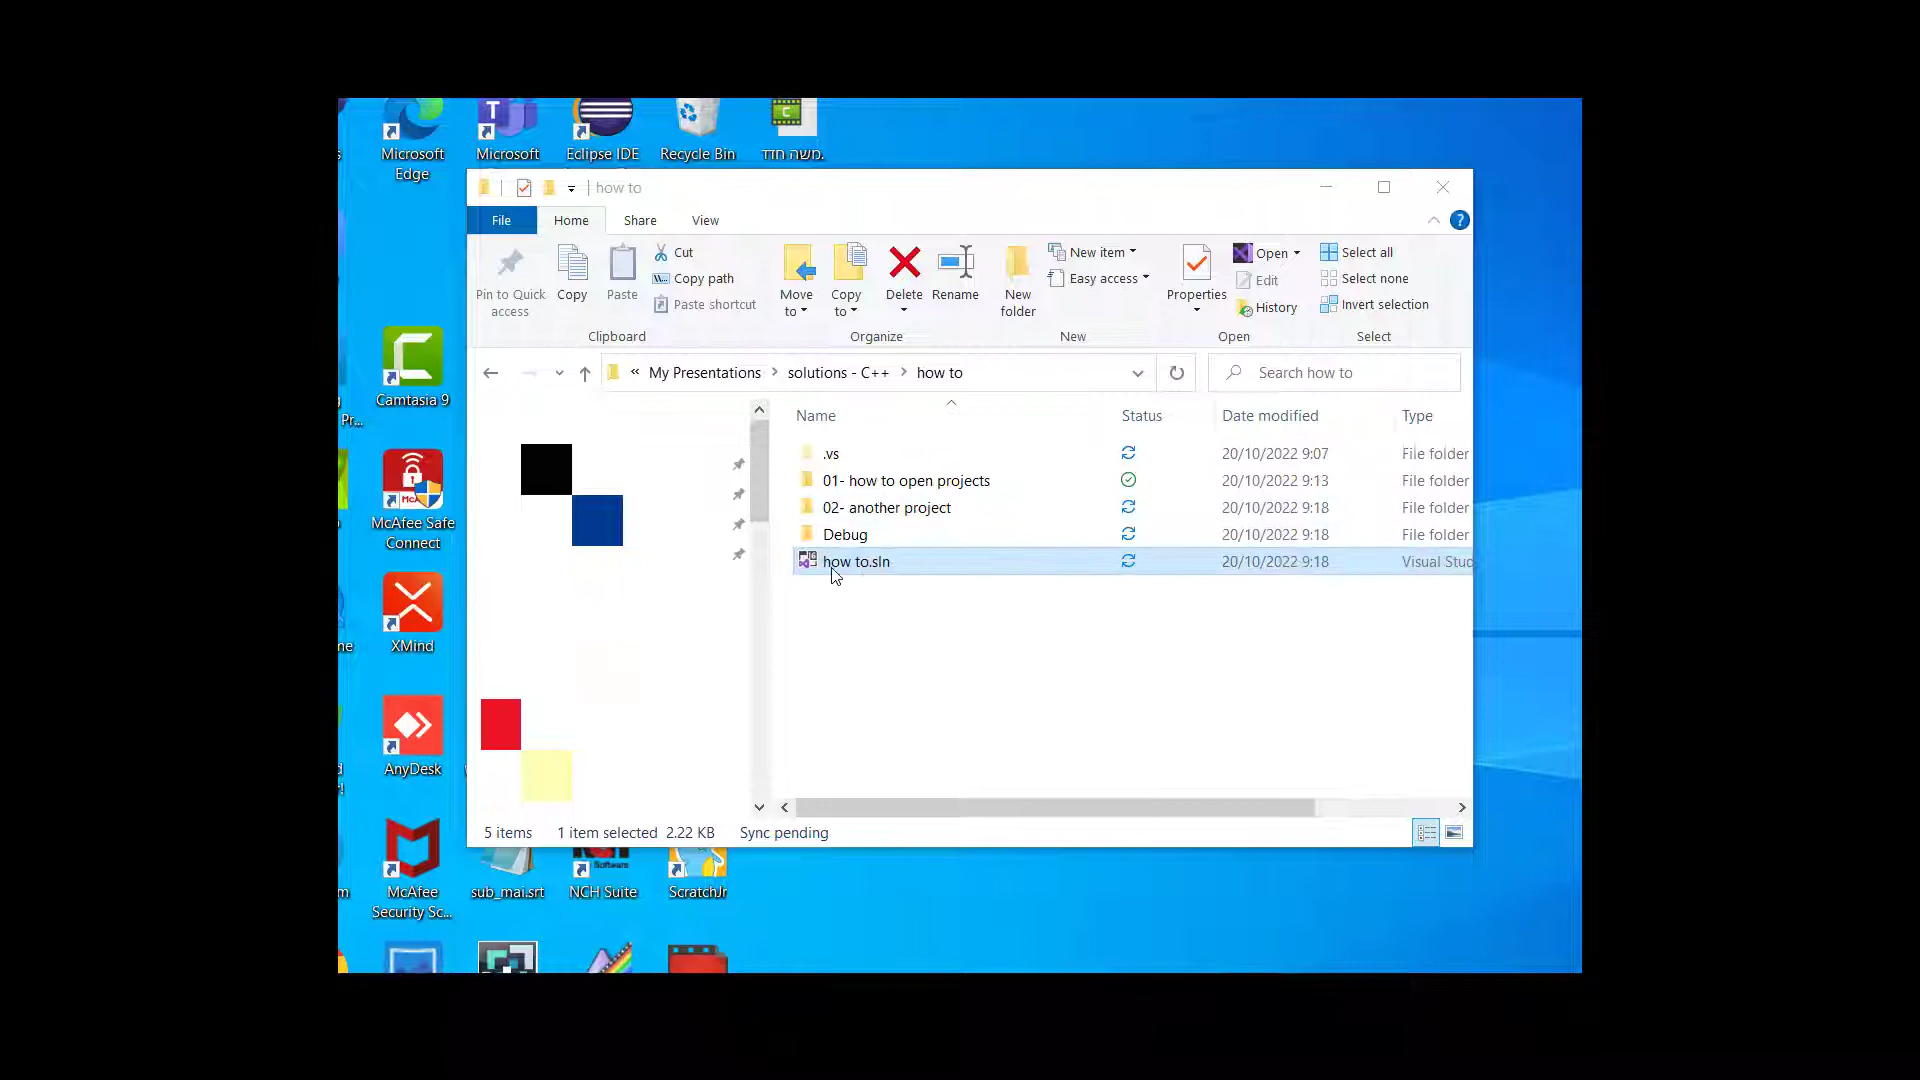 Microsoft Edge
Microsoft
Eclipse IDE
Recycle Bin
משה חדד.
how to
File
Home
Share
View
Pin to Quick access
Copy
Paste
Cut
Copy path
Paste shortcut
Move to
Copy to
Delete
Rename
New folder
New item
Easy access
Properties
Open
Edit
History
Select all
Select none
Invert selection
Clipboard
Organize
New
Open
Select
« My Presentations > solutions - C++ > how to
Search how to
Name Status Date modified Type
.vs 20/10/2022 9:07 File folder
01- how to open projects 20/10/2022 9:13 File folder
02- another project 20/10/2022 9:18 File folder
Debug 20/10/2022 9:18 File folder
how to.sln 20/10/2022 9:18 Visual Stud
5 items 1 item selected 2.22 KB Sync pending
Pr...
Camtasia 9
McAfee Safe Connect
XMind
AnyDesk
McAfee Security Sc...
sub_mai.srt
NCH Suite
ScratchJr